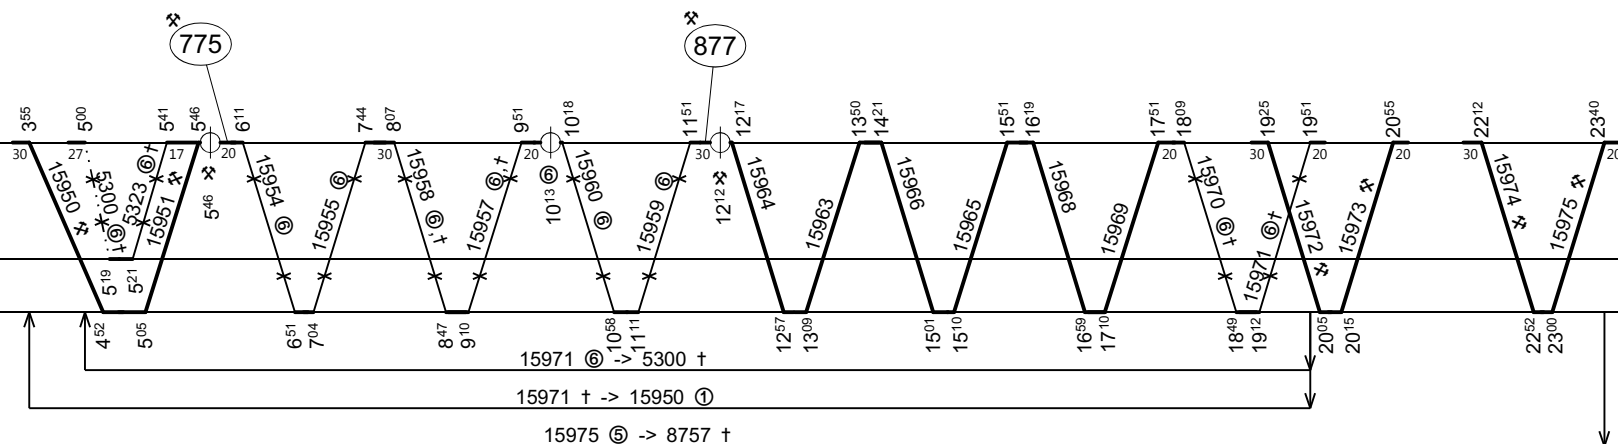 ⚒ ⚒
775 877
3⁵⁵ 5⁰⁰ 5⁴¹ 5⁴⁶ 6¹¹ 7⁴⁴ 8⁰⁷ 9⁵¹ 10¹⁸ 11⁵¹ 12¹⁷ 13⁵⁰ 14²¹ 15⁵¹ 16¹⁹ 17⁵¹ 18⁰⁹ 19²⁵ 19⁵¹ 20⁵⁵ 22¹² 23⁴⁰
30 27 17 20 30 20 30 20 30 20 20 30 20
15950 ⚒ 5300 ⑥,† 5323 ⑥† 15951 ⚒ 5⁴⁶ ⚒ 15954 ⑥ 15955 ⑥ 15958 ⑥,† 15957 ⑥,† 10¹³ ⑥ 15960 ⑥ 15959 ⑥ 12¹² ⚒ 15964 15963 15966 15965 15968 15969 15970 ⑥† 15971 ⑥† 15972 ⚒ 15973 ⚒ 15974 ⚒ 15975 ⚒
5¹⁹ 5²¹
4⁵² 5⁰⁵ 6⁵¹ 7⁰⁴ 8⁴⁷ 9¹⁰ 10⁵⁸ 11¹¹ 12⁵⁷ 13⁰⁹ 15⁰¹ 15¹⁰ 16⁵⁹ 17¹⁰ 18⁴⁹ 19¹² 20⁰⁵ 20¹⁵ 22⁵² 23⁰⁰
15971 ⑥ -> 5300 †
15971 † -> 15950 ①
15975 ⑤ -> 8757 †